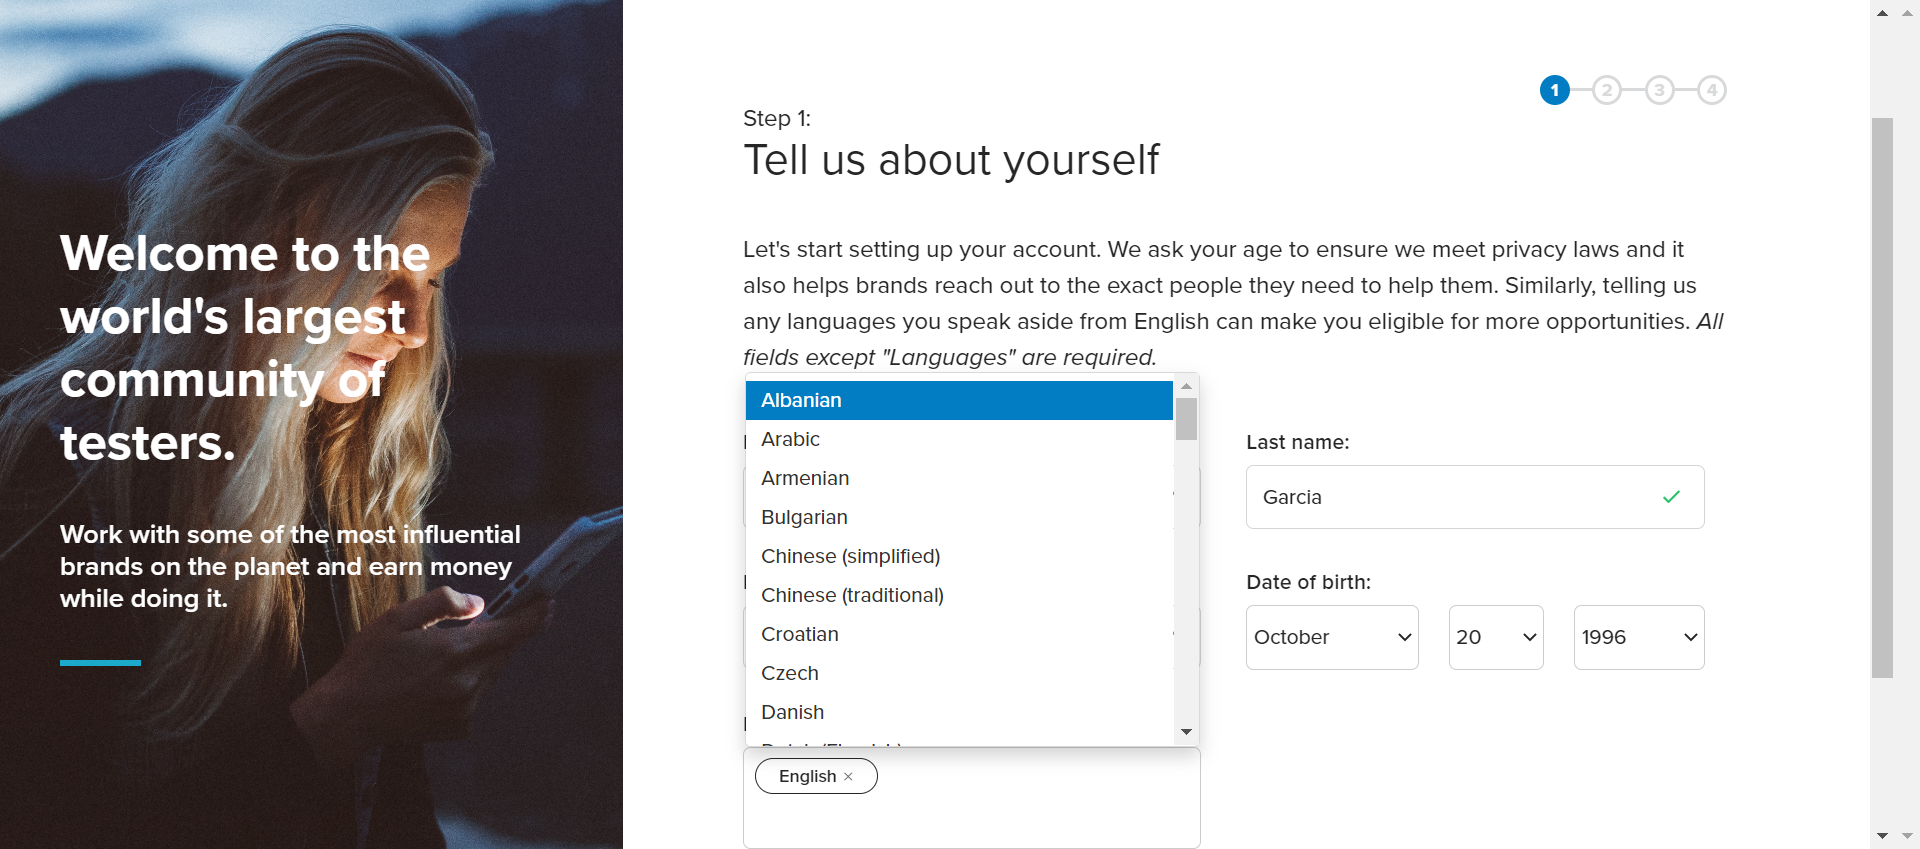 Welcome to the
world's largest
community of
testers.
Work with some of the most influential
brands on the planet and earn money
while doing it.
1 2 3 4
Step 1:
Tell us about yourself
Let's start setting up your account. We ask your age to ensure we meet privacy laws and it
also helps brands reach out to the exact people they need to help them. Similarly, telling us
any languages you speak aside from English can make you eligible for more opportunities. All
fields except "Languages" are required.
Albanian
Arabic
Armenian
Bulgarian
Chinese (simplified)
Chinese (traditional)
Croatian
Czech
Danish
English ×
Last name:
Garcia
Date of birth:
October 20 1996